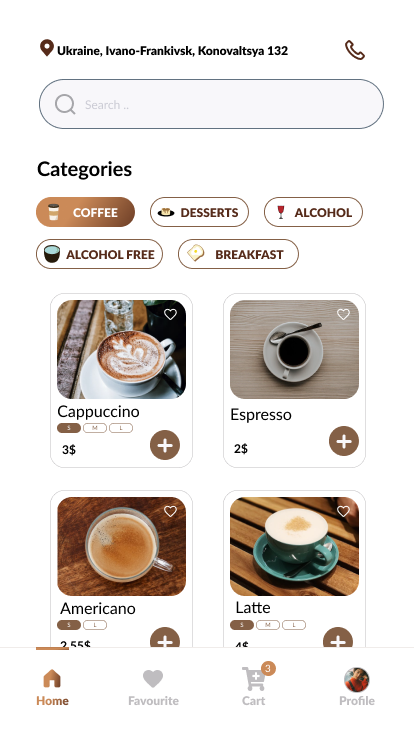 Ukraine, Ivano-Frankivsk, Konovaltsya 132
Search ..
Categories
COFFEE DESSERTS ALCOHOL
ALCOHOL FREE BREAKFAST
Cappuccino
S M L
3$
Espresso
2$
Americano
S L
2,55$
Latte
S M L
4$
3
Home Favourite Cart Profile